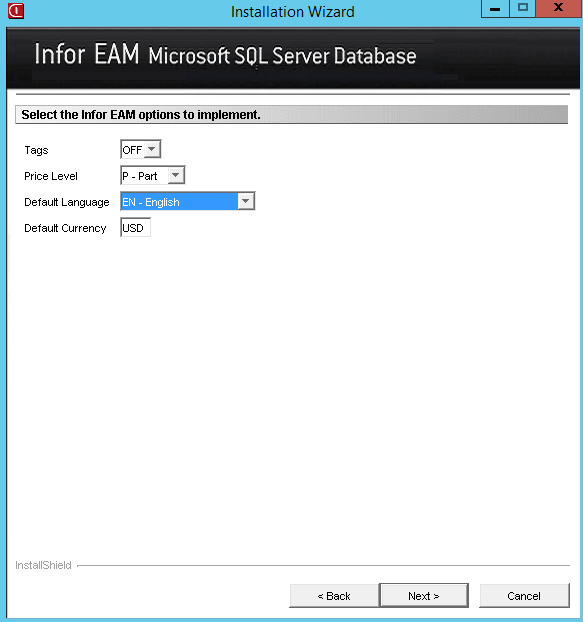 Installation Wizard
Infor EAM Microsoft SQL Server Database
Select the Infor EAM options to implement.
Tags OFF
Price Level P - Part
Default Language EN - English
Default Currency USD
InstallShield
< Back Next > Cancel